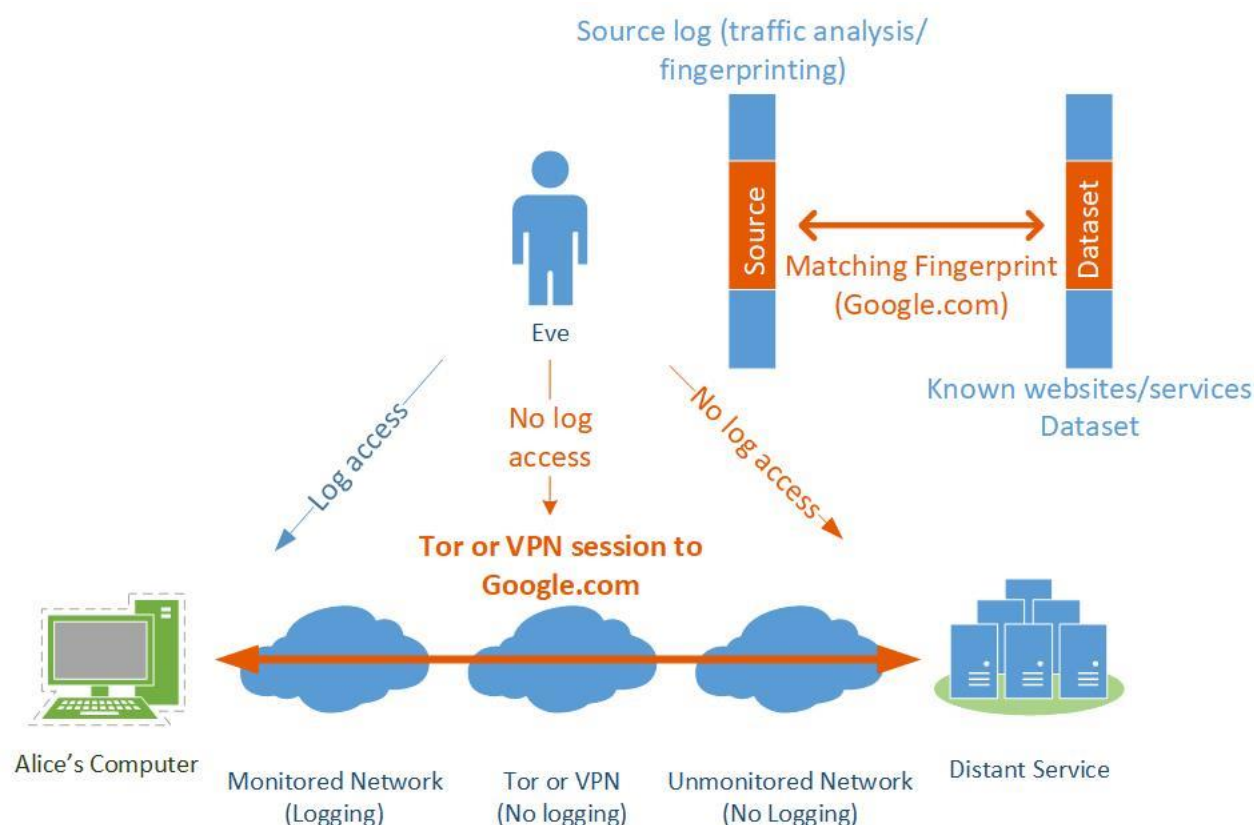 Source log (traffic analysis/
fingerprinting)
Source
Dataset
Matching Fingerprint
(Google.com)
Eve
Known websites/services
Dataset
Log access
No log
access
No log access
Tor or VPN session to
Google.com
Alice's Computer
Monitored Network
(Logging)
Tor or VPN
(No logging)
Unmonitored Network
(No Logging)
Distant Service